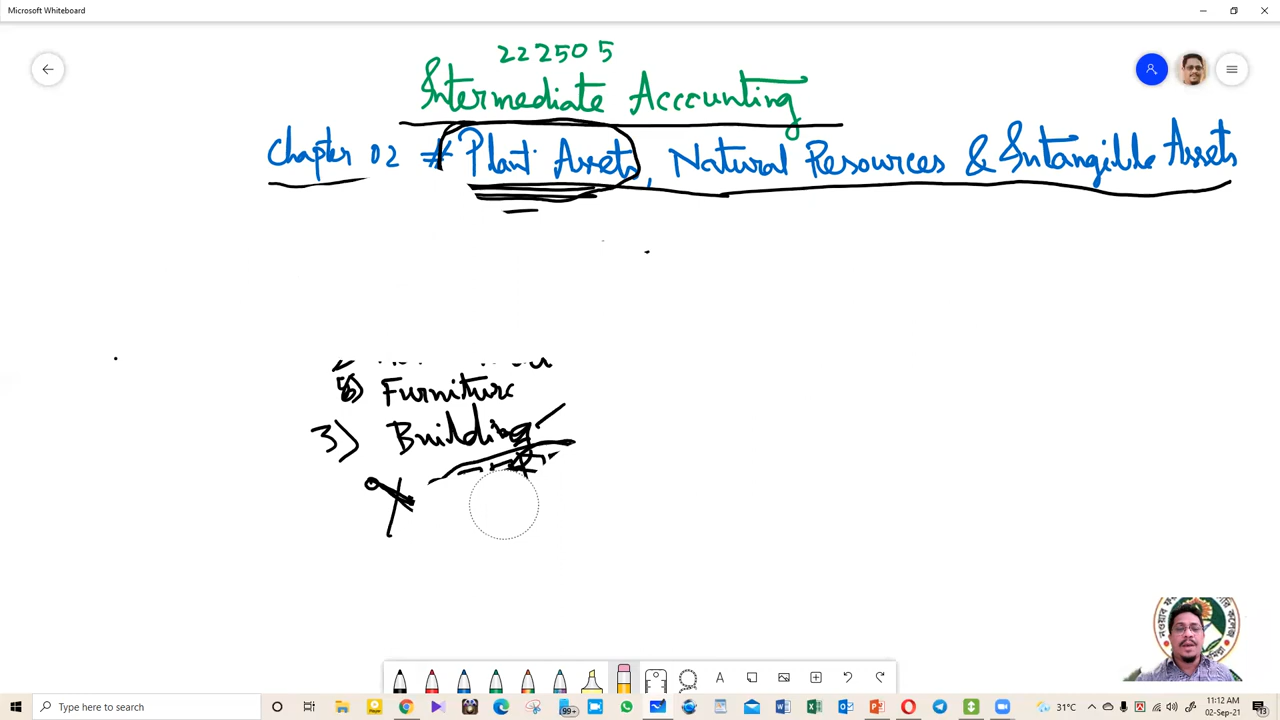 Microsoft Whiteboard
222505
Intermediate Accounting
Chapter 02 # Plant Assets, Natural Resources & Intangible Assets
Furniture
3) Building
A
99+
Type here to search
31°C
11:12 AM
02-Sep-21